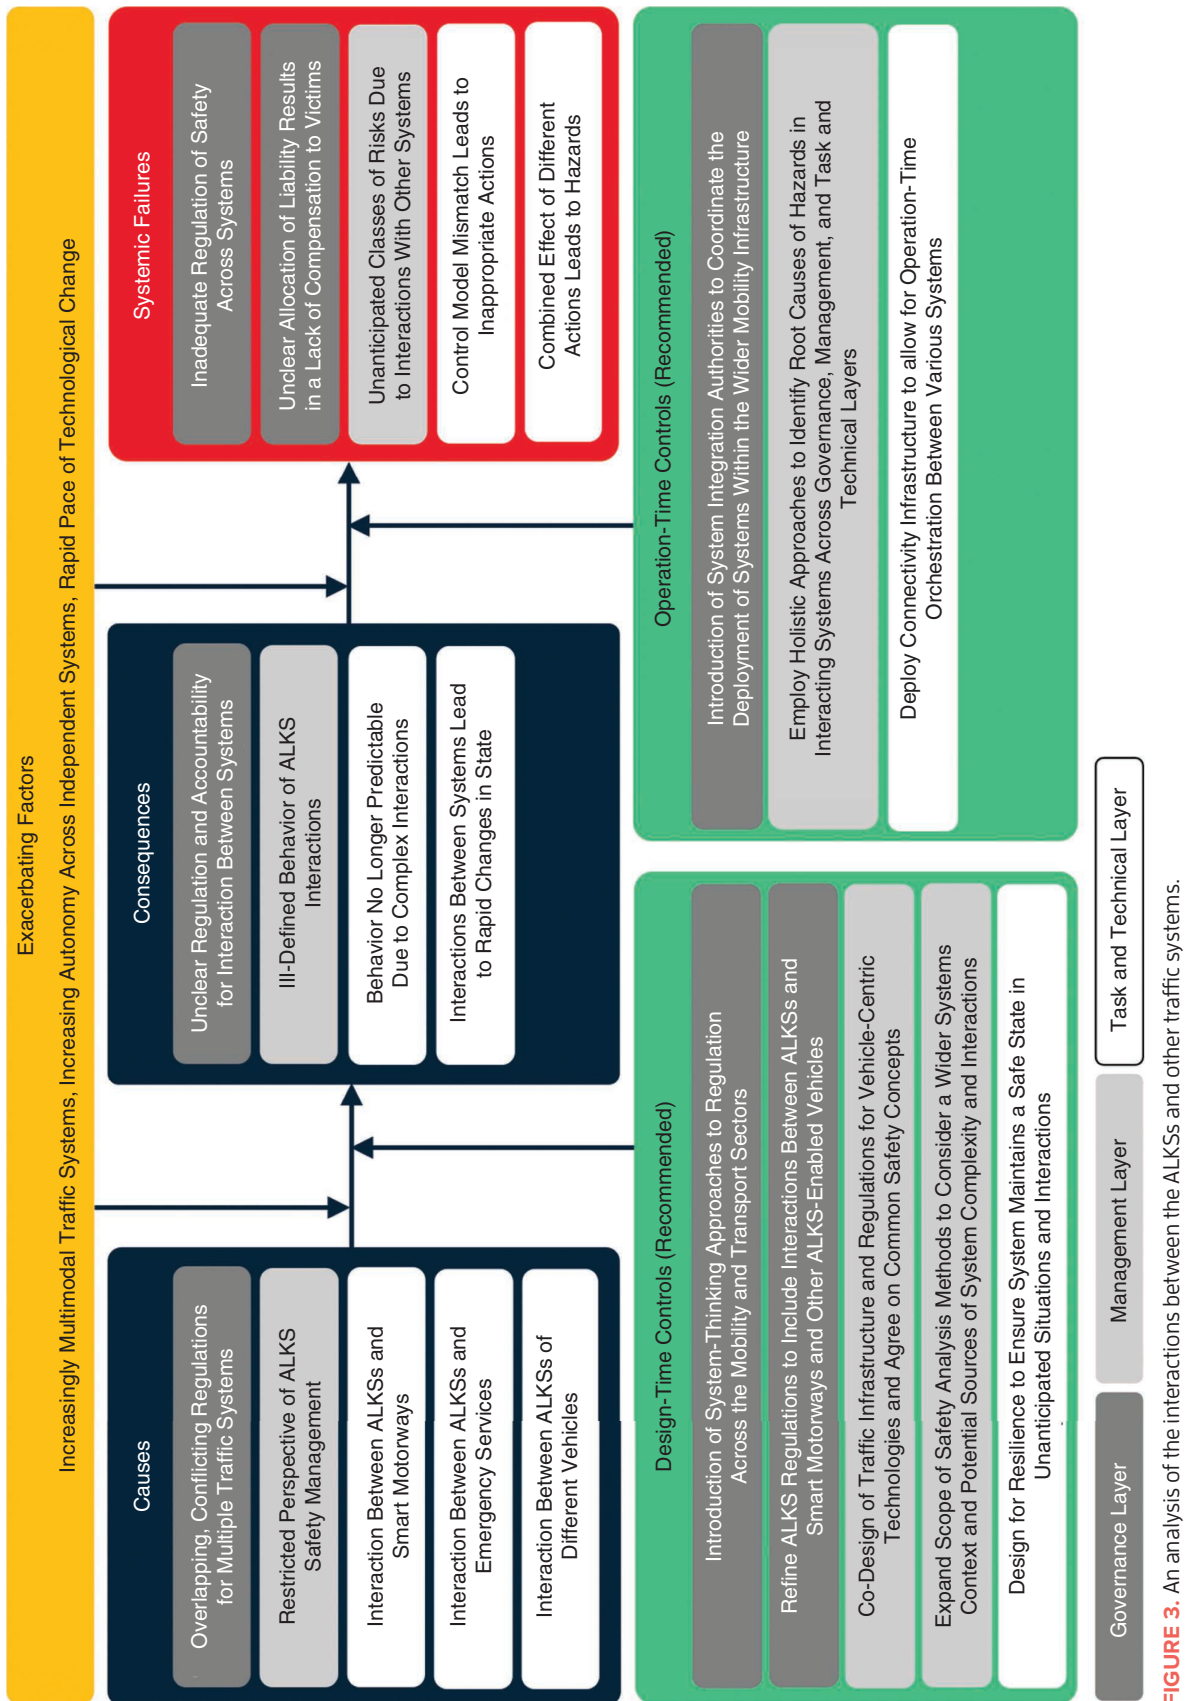 Exacerbating Factors
Increasingly Multimodal Traffic Systems, Increasing Autonomy Across Independent Systems, Rapid Pace of Technological Change
Causes
Overlapping, Conflicting Regulations
for Multiple Traffic Systems
Restricted Perspective of ALKS
Safety Management
Interaction Between ALKSs and
Smart Motorways
Interaction Between ALKSs and
Emergency Services
Interaction Between ALKSs of
Different Vehicles
Consequences
Unclear Regulation and Accountability
for Interaction Between Systems
Ill-Defined Behavior of ALKS
Interactions
Behavior No Longer Predictable
Due to Complex Interactions
Interactions Between Systems Lead
to Rapid Changes in State
Systemic Failures
Inadequate Regulation of Safety
Across Systems
Unclear Allocation of Liability Results
in a Lack of Compensation to Victims
Unanticipated Classes of Risks Due
to Interactions With Other Systems
Control Model Mismatch Leads to
Inappropriate Actions
Combined Effect of Different
Actions Leads to Hazards
Design-Time Controls (Recommended)
Introduction of System-Thinking Approaches to Regulation
Across the Mobility and Transport Sectors
Refine ALKS Regulations to Include Interactions Between ALKSs and
Smart Motorways and Other ALKS-Enabled Vehicles
Co-Design of Traffic Infrastructure and Regulations for Vehicle-Centric
Technologies and Agree on Common Safety Concepts
Expand Scope of Safety Analysis Methods to Consider a Wider Systems
Context and Potential Sources of System Complexity and Interactions
Design for Resilience to Ensure System Maintains a Safe State in
Unanticipated Situations and Interactions
Operation-Time Controls (Recommended)
Introduction of System Integration Authorities to Coordinate the
Deployment of Systems Within the Wider Mobility Infrastructure
Employ Holistic Approaches to Identify Root Causes of Hazards in
Interacting Systems Across Governance, Management, and Task and
Technical Layers
Deploy Connectivity Infrastructure to allow for Operation-Time
Orchestration Between Various Systems
Governance Layer
Management Layer
Task and Technical Layer
FIGURE 3. An analysis of the interactions between the ALKSs and other traffic systems.